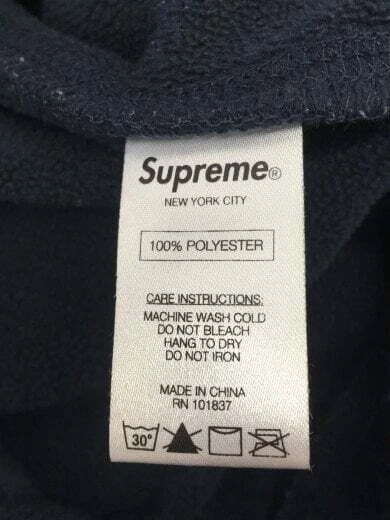 Supreme®
NEW YORK CITY
100% POLYESTER
CARE INSTRUCTIONS:
MACHINE WASH COLD
DO NOT BLEACH
HANG TO DRY
DO NOT IRON
MADE IN CHINA
RN 101837
30°